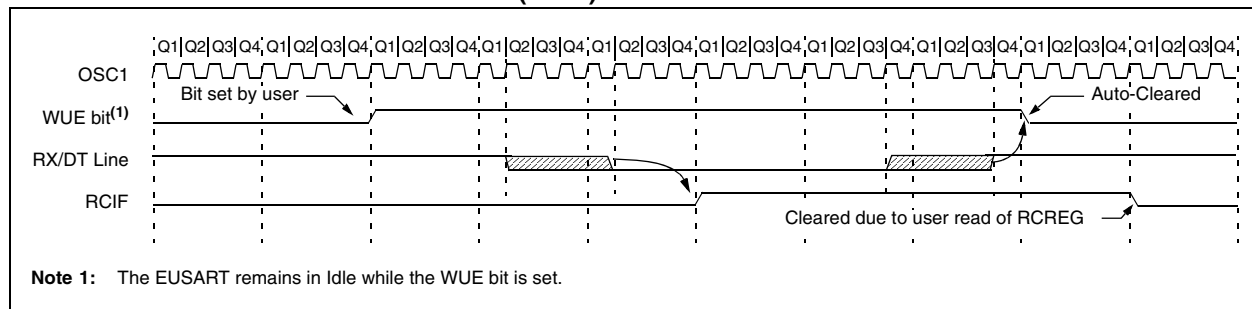 Q1|Q2|Q3|Q4|Q1|Q2|Q3|Q4|Q1|Q2|Q3|Q4|Q1|Q2|Q3|Q4|Q1|Q2|Q3|Q4|Q1|Q2|Q3|Q4|Q1|Q2|Q3|Q4|Q1|Q2|Q3|Q4|Q1|Q2|Q3|Q4|Q1|Q2|Q3|Q4
OSC1
Bit set by user
Auto-Cleared
WUE bit(1)
RX/DT Line
RCIF
Cleared due to user read of RCREG
Note 1: The EUSART remains in Idle while the WUE bit is set.